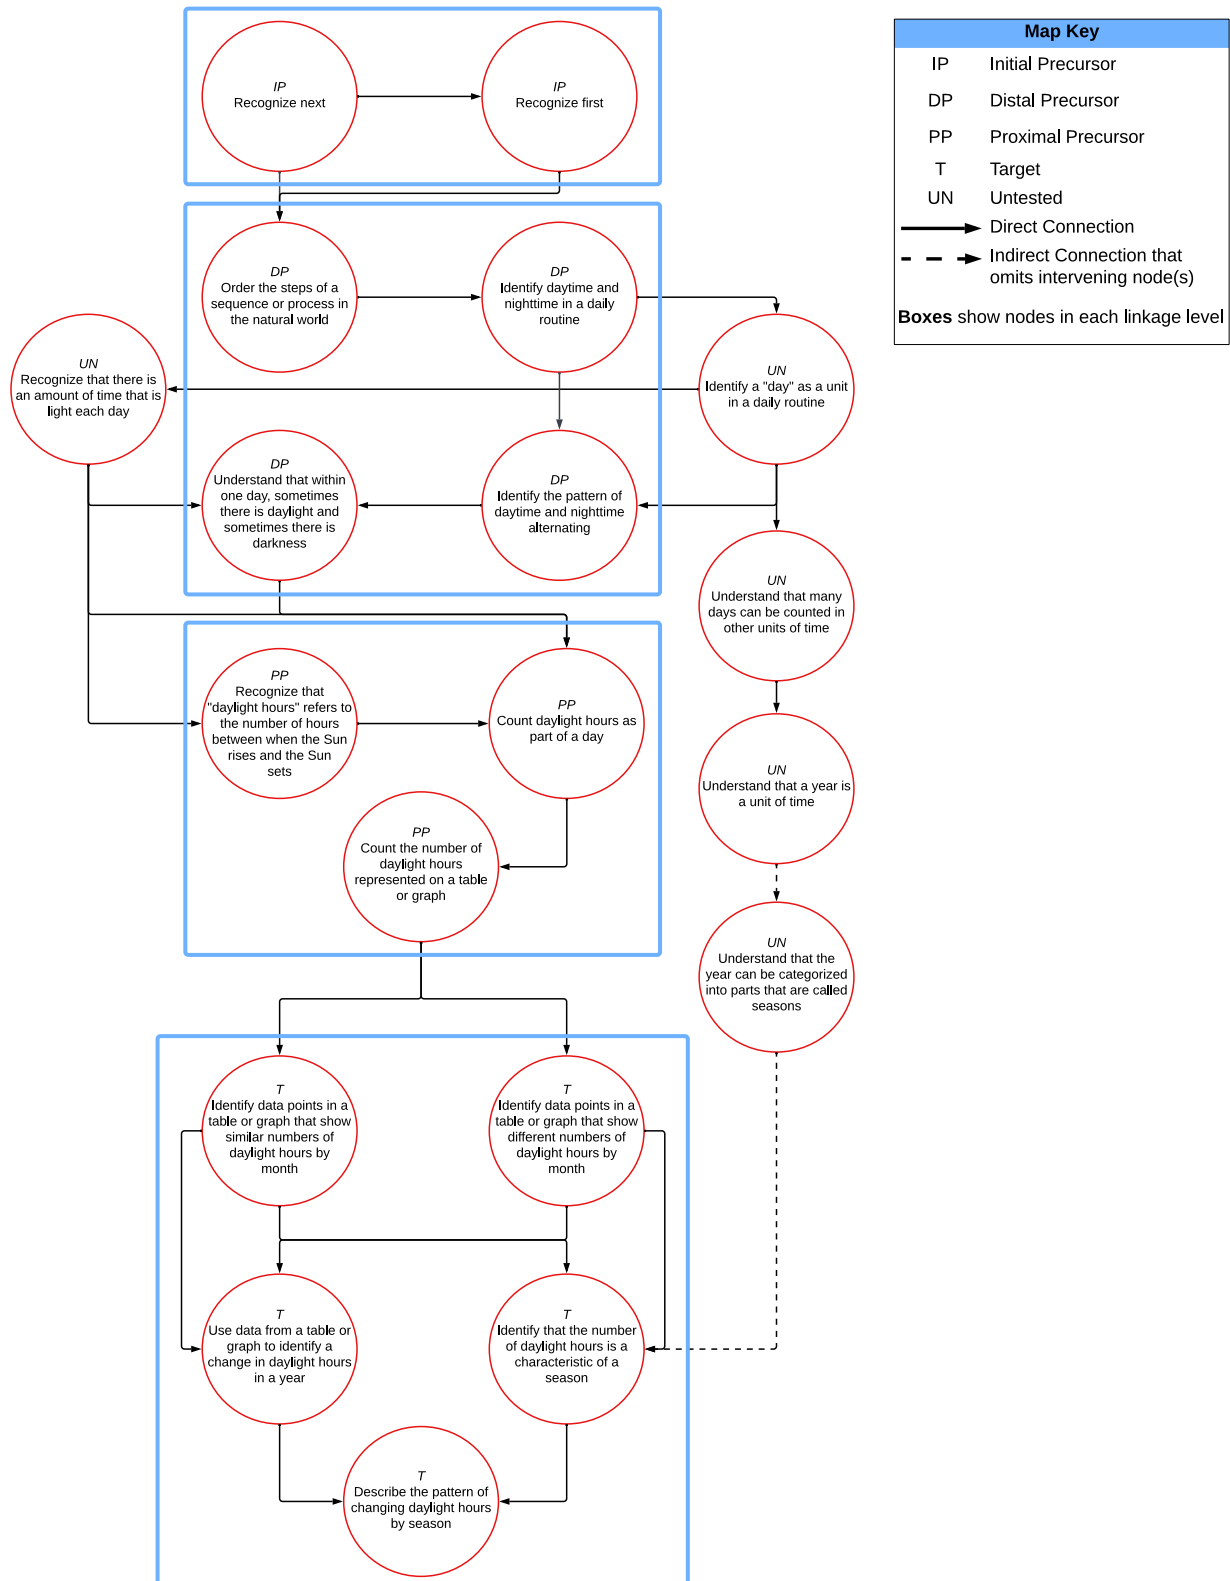 Map Key
IP Initial Precursor
DP Distal Precursor
PP Proximal Precursor
T Target
UN Untested
Direct Connection
Indirect Connection that
omits intervening node(s)
Boxes show nodes in each linkage level
IP
Recognize next
IP
Recognize first
DP
Order the steps of a
sequence or process in
the natural world
DP
Identify daytime and
nighttime in a daily
routine
UN
Recognize that there is
an amount of time that is
light each day
UN
Identify a "day" as a unit
in a daily routine
DP
Understand that within
one day, sometimes
there is daylight and
sometimes there is
darkness
DP
Identify the pattern of
daytime and nighttime
alternating
UN
Understand that many
days can be counted in
other units of time
PP
Recognize that
"daylight hours" refers to
the number of hours
between when the Sun
rises and the Sun
sets
PP
Count daylight hours as
part of a day
UN
Understand that a year is
a unit of time
PP
Count the number of
daylight hours
represented on a table
or graph
UN
Understand that the
year can be categorized
into parts that are called
seasons
T
Identify data points in a
table or graph that show
similar numbers of
daylight hours by
month
T
Identify data points in a
table or graph that show
different numbers of
daylight hours by
month
T
Use data from a table or
graph to identify a
change in daylight hours
in a year
T
Identify that the number
of daylight hours is a
characteristic of a
season
T
Describe the pattern of
changing daylight hours
by season